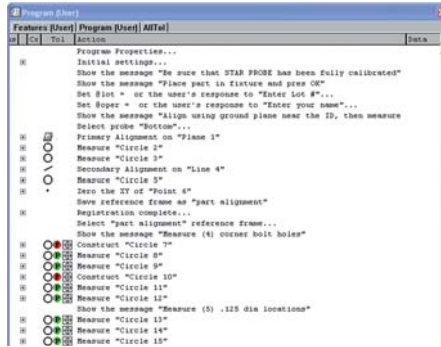 Program (User)
Features (User) Program (User) AllTol
Cs Tol Action Data
Program Properties...
Initial settings...
Show the message "Be sure that STAR PROBE has been fully calibrated"
Show the message "Place part in fixture and pres OK"
Set @lot = or the user's response to "Enter Lot #"...
Set @oper = or the user's response to "Enter your name"...
Show the message "Align using ground plane near the ID, then measure
Select probe "Bottom"...
Primary Alignment on "Plane 1"
Measure "Circle 2"
Measure "Circle 3"
Secondary Alignment on "Line 4"
Measure "Circle 5"
Zero the XY of "Point 6"
Save reference frame as "part alignment"
Registration complete...
Select "part alignment" reference frame...
Show the message "Measure (4) corner bolt holes"
Construct "Circle 7"
Measure "Circle 8"
Measure "Circle 9"
Construct "Circle 10"
Measure "Circle 11"
Measure "Circle 12"
Show the message "Measure (5) .125 dia locations"
Measure "Circle 13"
Measure "Circle 14"
Measure "Circle 15"